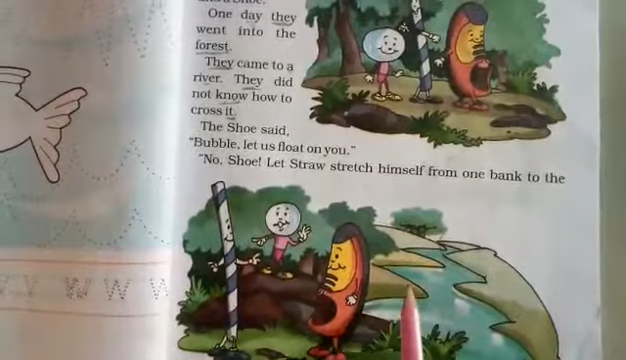 and a Shoe.
One day they
went into the
forest.
They came to a
river. They did
not know how to
cross it.
The Shoe said,
"Bubble, let us float on you."
"No, Shoe! Let Straw stretch himself from one bank to the
W W W